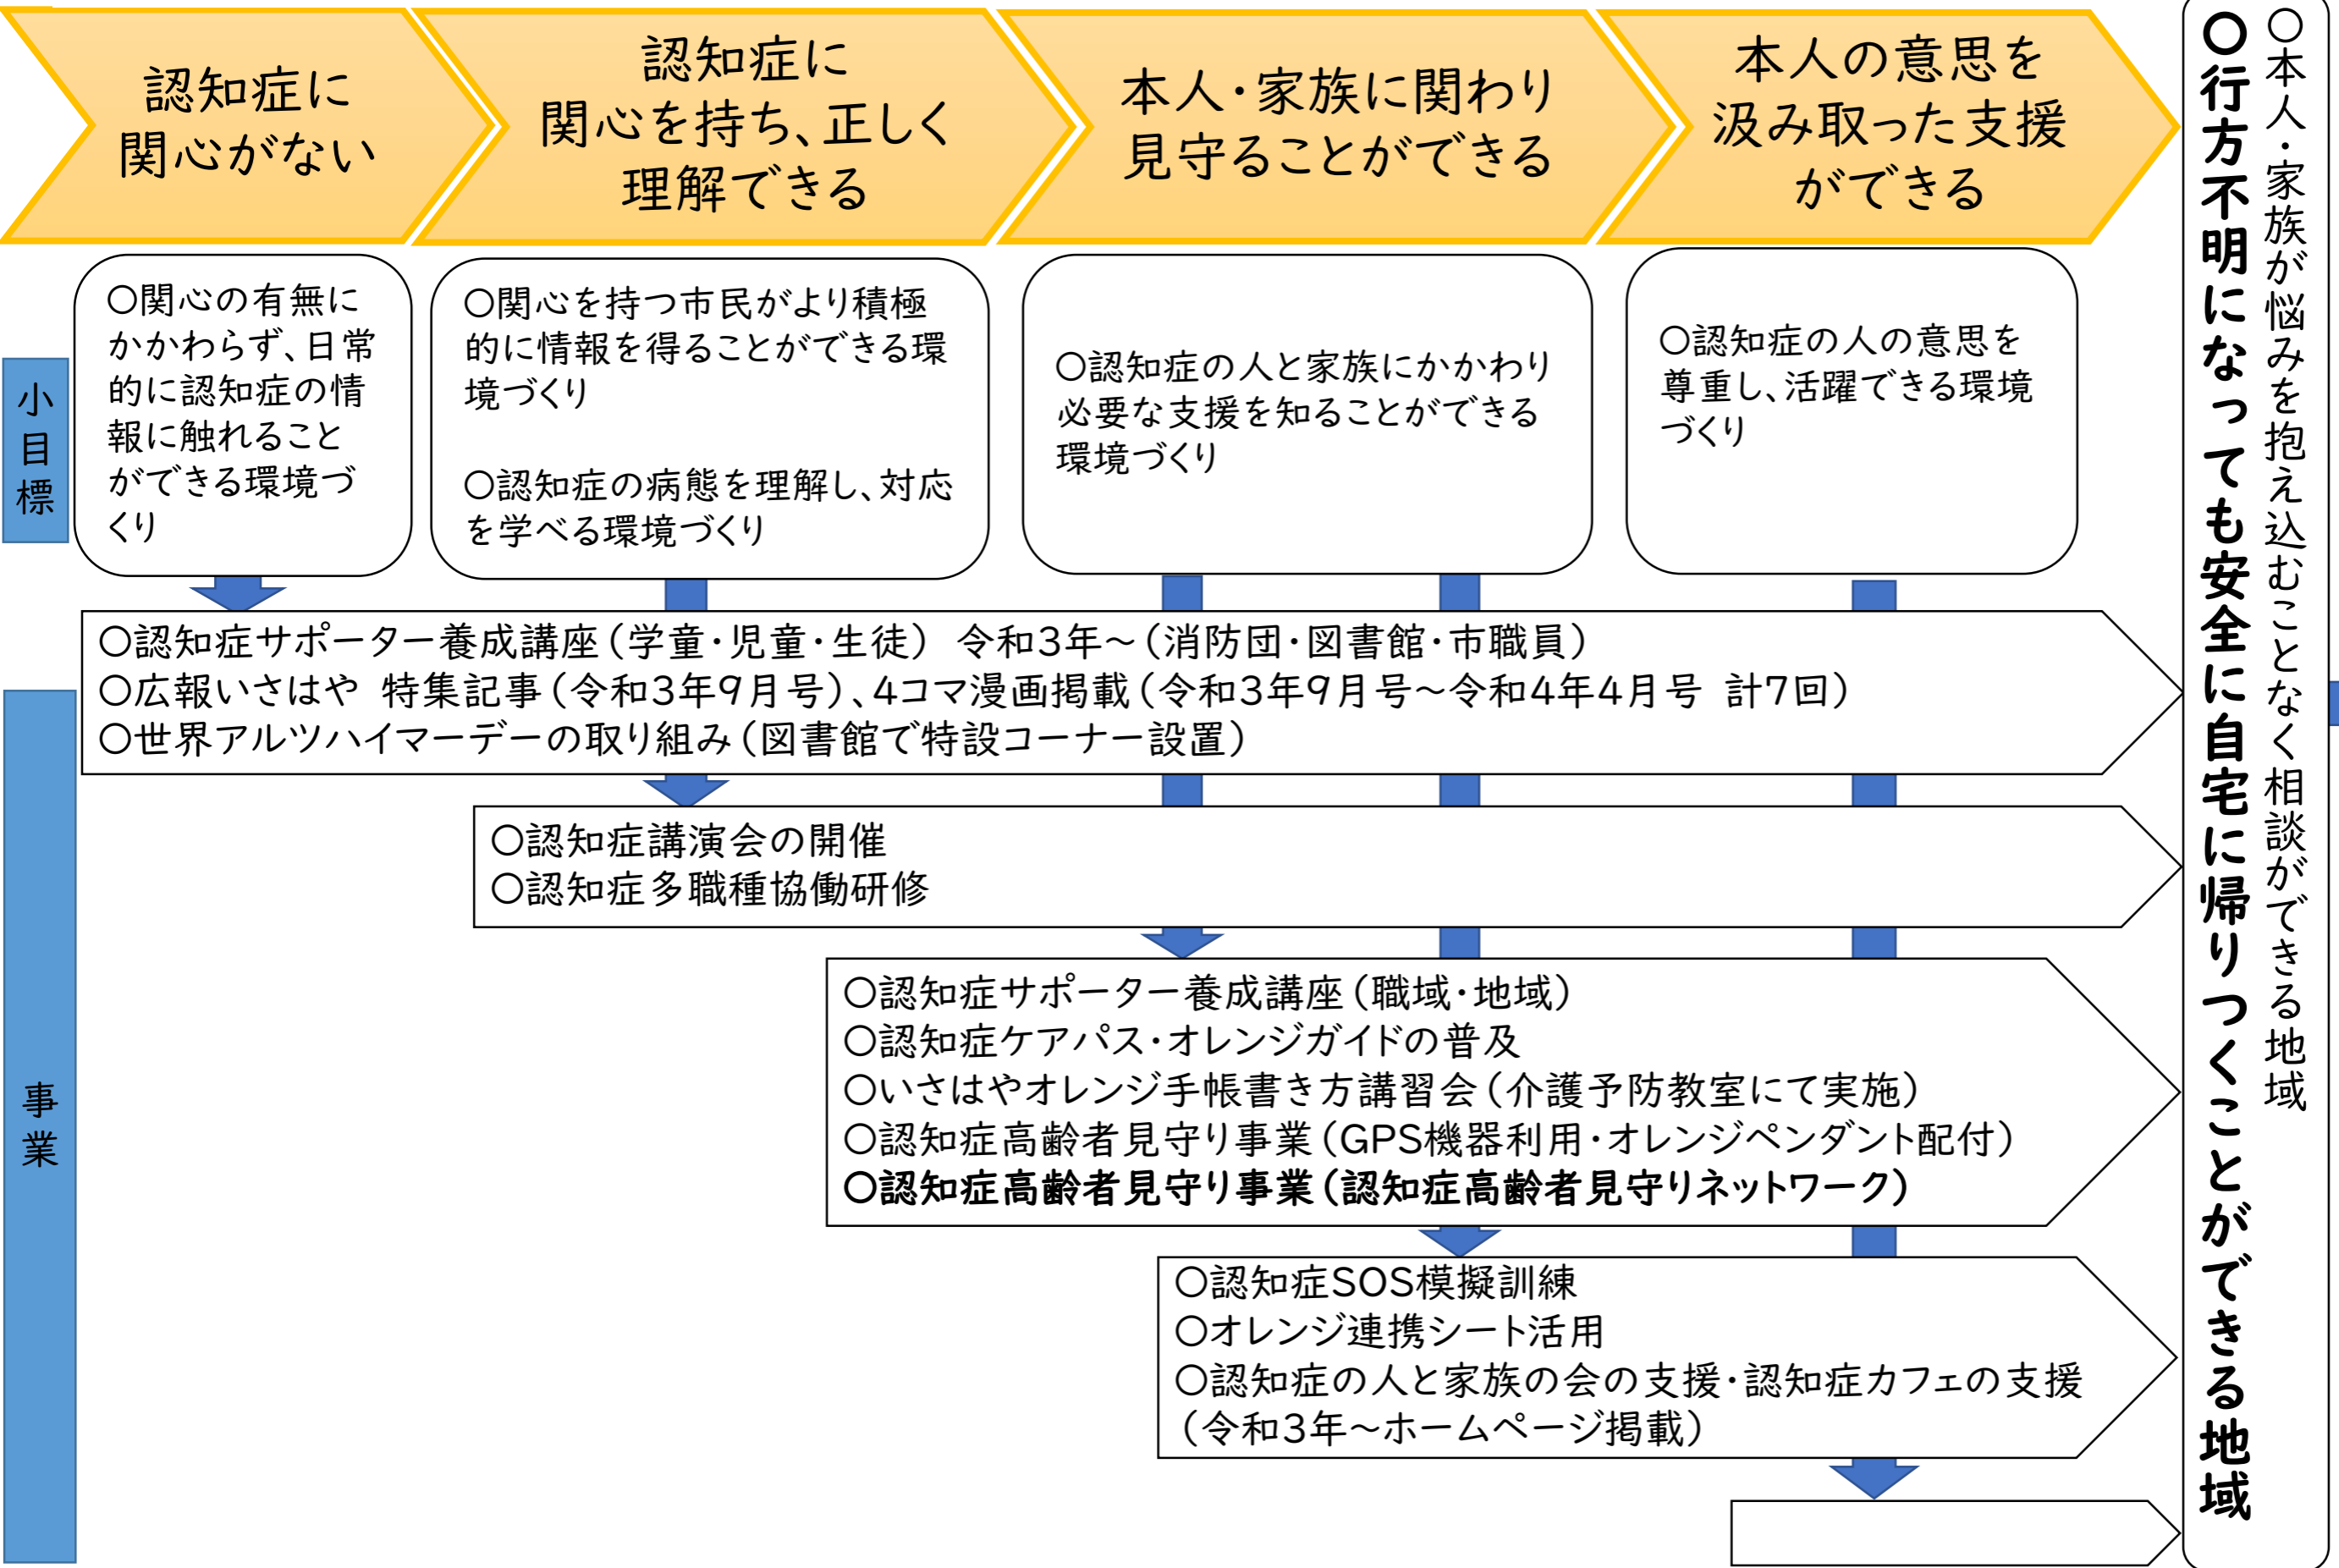 認知症に
関心がない
認知症に
関心を持ち、正しく
理解できる
本人・家族に関わり
見守ることができる
本人の意思を
汲み取った支援
ができる
小目標
〇関心の有無に
かかわらず、日常
的に認知症の情
報に触れること
ができる環境づ
くり
〇関心を持つ市民がより積極
的に情報を得ることができる環
境づくり
〇認知症の病態を理解し、対応
を学べる環境づくり
〇認知症の人と家族にかかわり
必要な支援を知ることができる
環境づくり
〇認知症の人の意思を
尊重し、活躍できる環境
づくり
事業
〇認知症サポーター養成講座（学童・児童・生徒） 令和3年～（消防団・図書館・市職員）
〇広報いさはや 特集記事（令和3年9月号）、4コマ漫画掲載（令和3年9月号～令和4年4月号 計7回）
〇世界アルツハイマーデーの取り組み（図書館で特設コーナー設置）
〇認知症講演会の開催
〇認知症多職種協働研修
〇認知症サポーター養成講座（職域・地域）
〇認知症ケアパス・オレンジガイドの普及
〇いさはやオレンジ手帳書き方講習会（介護予防教室にて実施）
〇認知症高齢者見守り事業（GPS機器利用・オレンジペンダント配付）
〇認知症高齢者見守り事業（認知症高齢者見守りネットワーク）
〇認知症SOS模擬訓練
〇オレンジ連携シート活用
〇認知症の人と家族の会の支援・認知症カフェの支援
（令和3年～ホームページ掲載）
〇本人・家族が悩みを抱え込むことなく相談ができる地域
〇行方不明になっても安全に自宅に帰りつくことができる地域